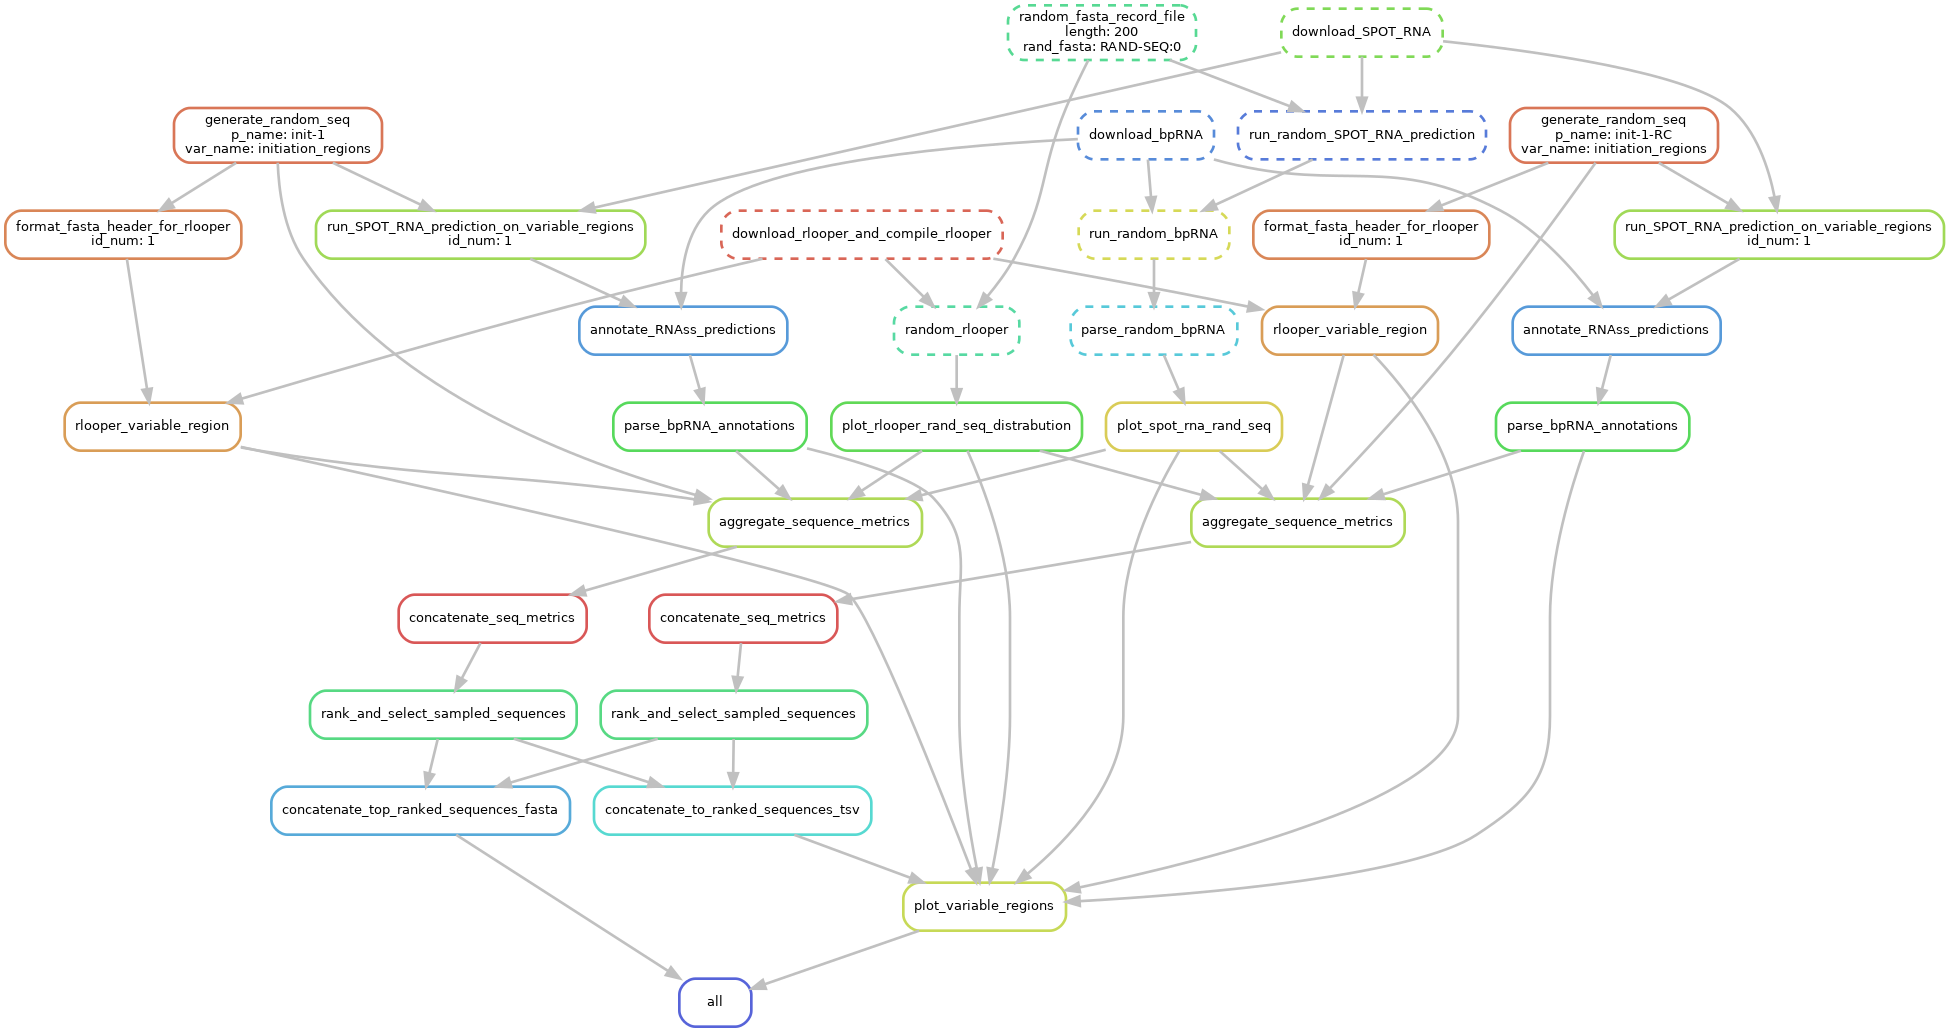 random_fasta_record_file
length: 200
rand_fasta: RAND-SEQ:0
download_SPOT_RNA
generate_random_seq
p_name: init-1
var_name: initiation_regions
download_bpRNA
run_random_SPOT_RNA_prediction
generate_random_seq
p_name: init-1-RC
var_name: initiation_regions
format_fasta_header_for_rlooper
id_num: 1
run_SPOT_RNA_prediction_on_variable_regions
id_num: 1
download_rlooper_and_compile_rlooper
run_random_bpRNA
format_fasta_header_for_rlooper
id_num: 1
run_SPOT_RNA_prediction_on_variable_regions
id_num: 1
annotate_RNAss_predictions
random_rlooper
parse_random_bpRNA
rlooper_variable_region
annotate_RNAss_predictions
rlooper_variable_region
parse_bpRNA_annotations
plot_rlooper_rand_seq_distrabution
plot_spot_rna_rand_seq
parse_bpRNA_annotations
aggregate_sequence_metrics
aggregate_sequence_metrics
concatenate_seq_metrics
concatenate_seq_metrics
rank_and_select_sampled_sequences
rank_and_select_sampled_sequences
concatenate_top_ranked_sequences_fasta
concatenate_to_ranked_sequences_tsv
plot_variable_regions
all